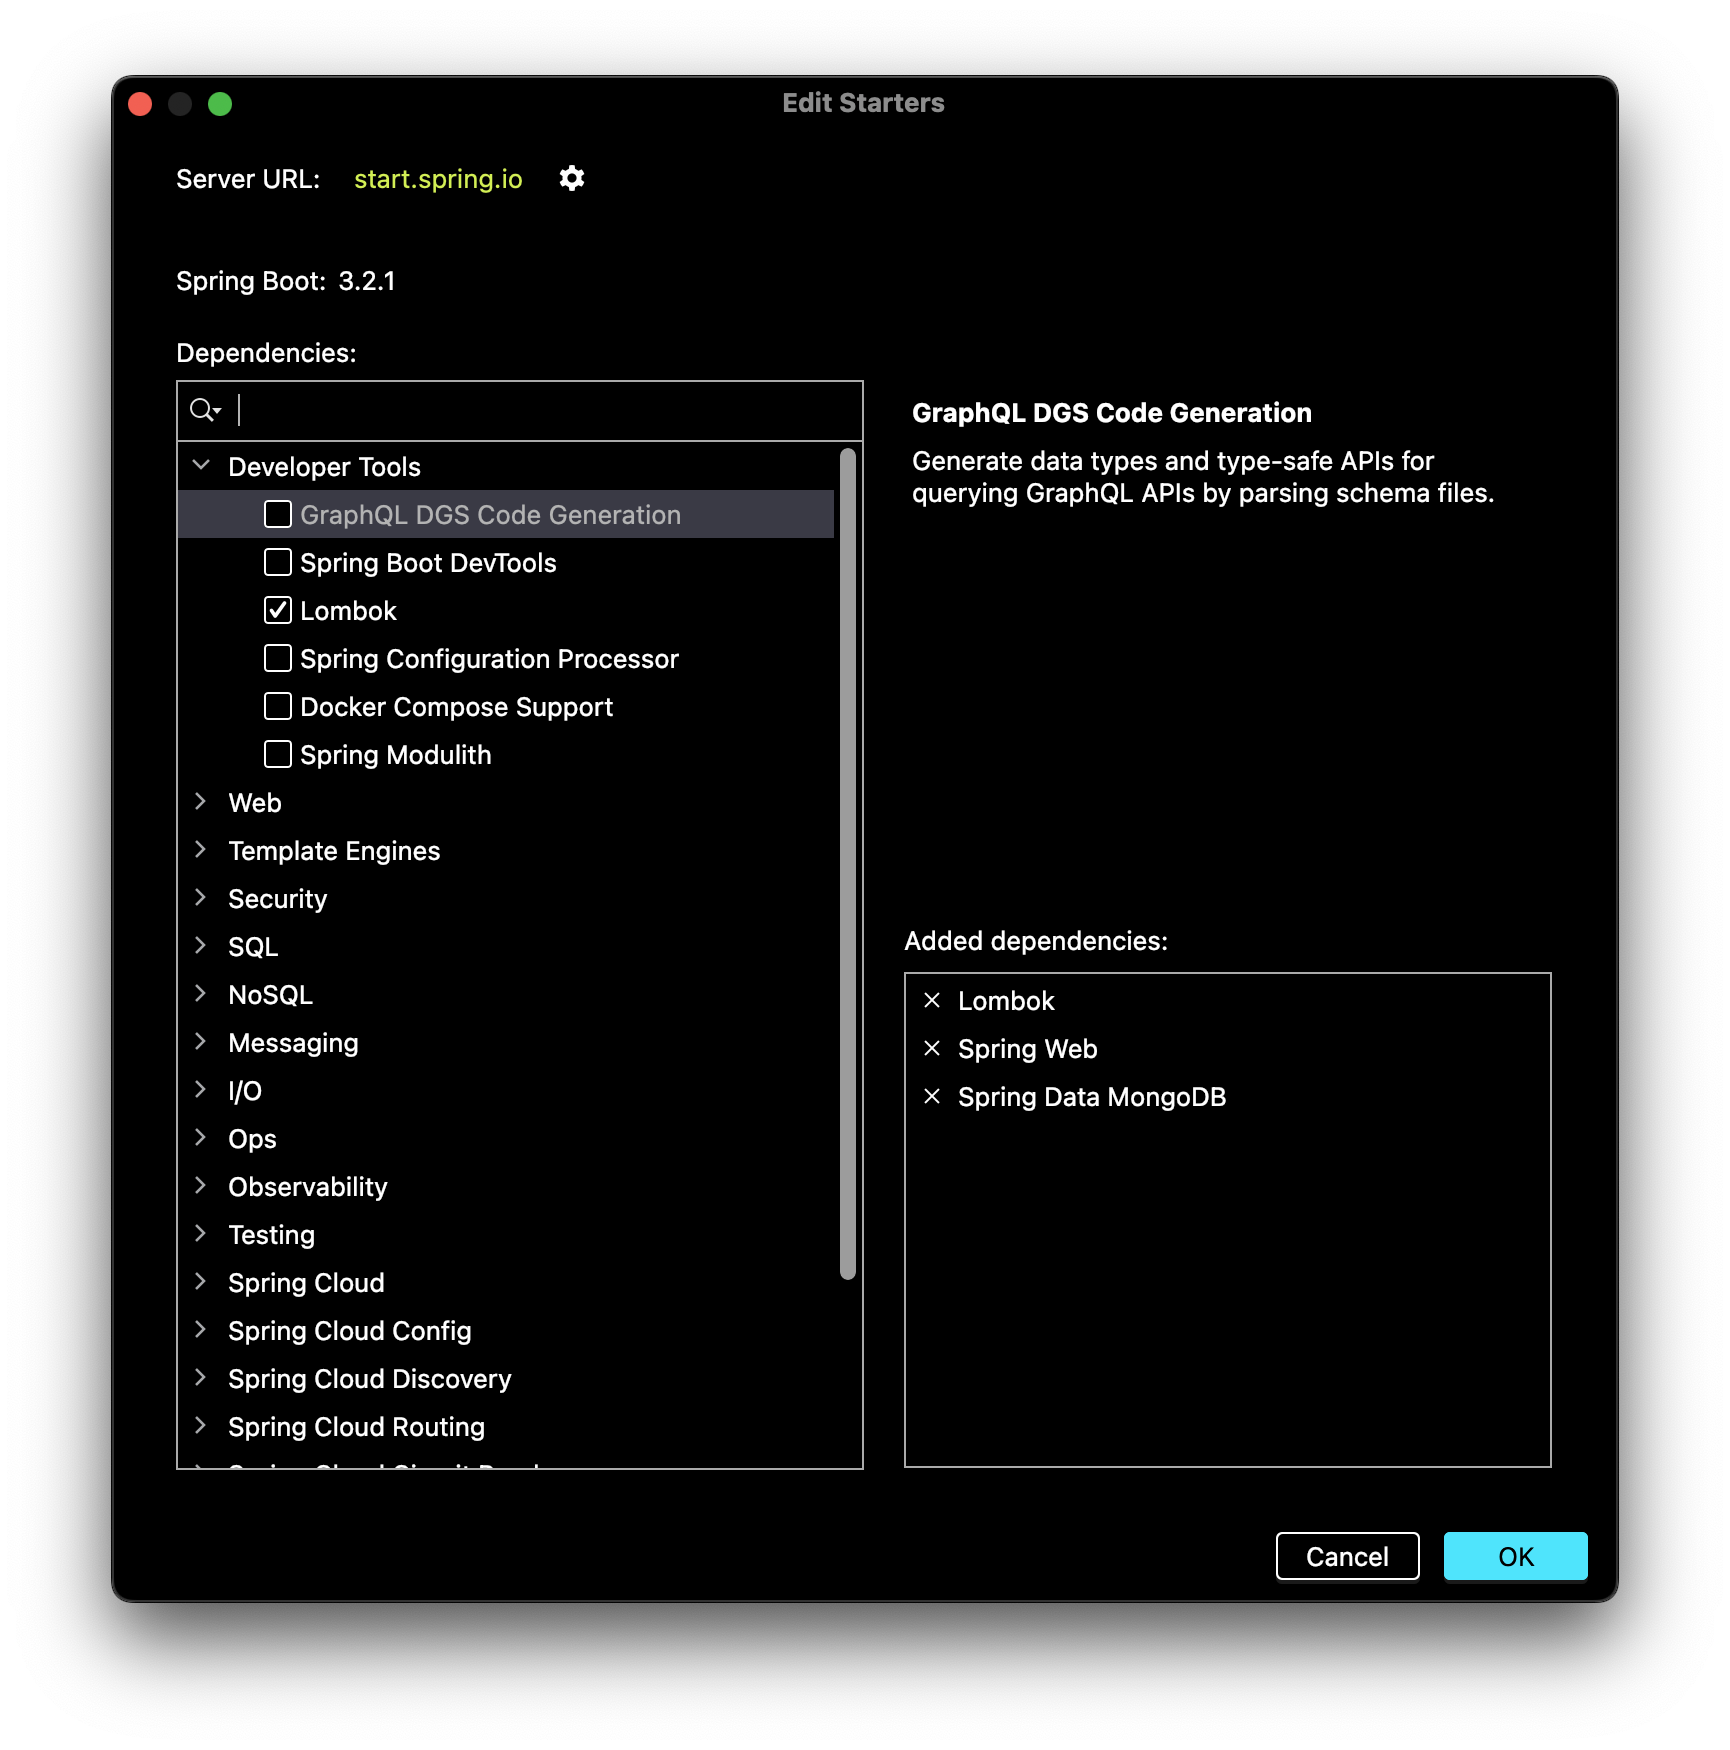 Edit Starters
Server URL: start.spring.io
Spring Boot: 3.2.1
Dependencies:
Developer Tools
GraphQL DGS Code Generation
Spring Boot DevTools
Lombok
Spring Configuration Processor
Docker Compose Support
Spring Modulith
Web
Template Engines
Security
SQL
NoSQL
Messaging
I/O
Ops
Observability
Testing
Spring Cloud
Spring Cloud Config
Spring Cloud Discovery
Spring Cloud Routing
GraphQL DGS Code Generation
Generate data types and type-safe APIs for
querying GraphQL APIs by parsing schema files.
Added dependencies:
Lombok
Spring Web
Spring Data MongoDB
Cancel
OK